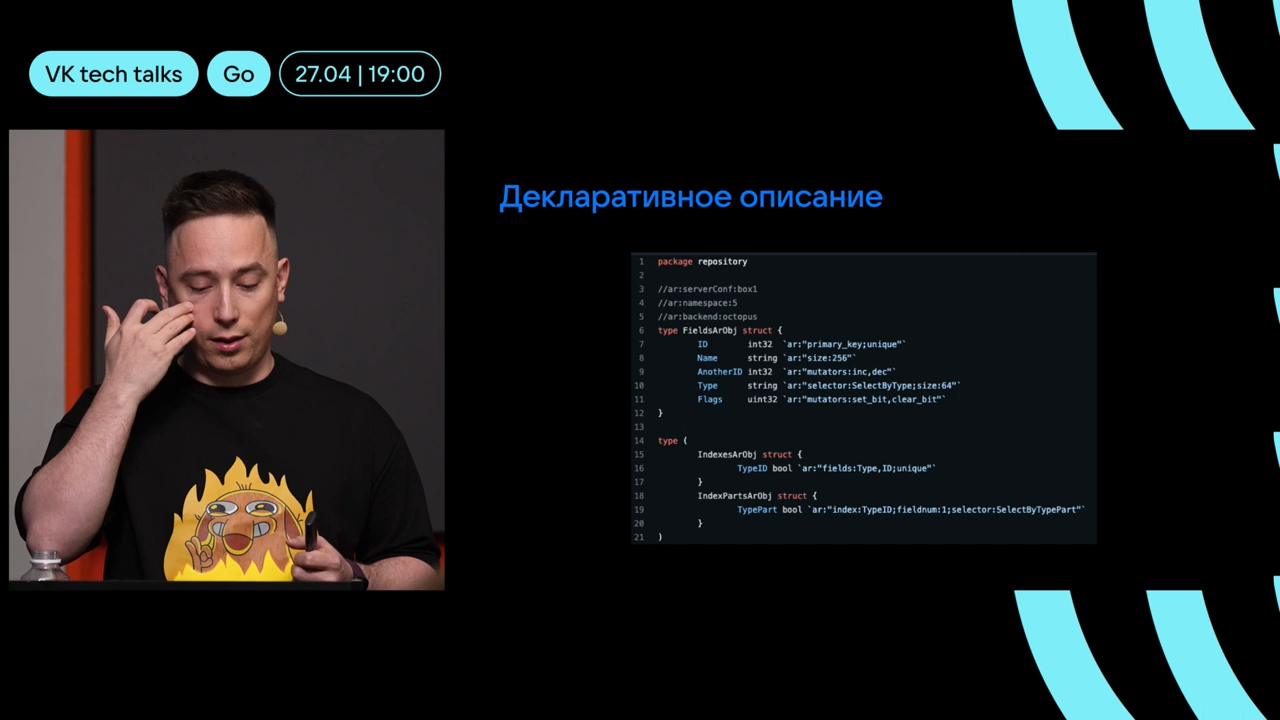 VK tech talks
Go
27.04 | 19:00
Декларативное описание
1 package repository
2
3 //ar:serverConf:box1
4 //ar:namespace:5
5 //ar:backend:octopus
6 type FieldsArObj struct {
7 ID int32 `ar:"primary_key;unique"`
8 Name string `ar:"size:256"`
9 AnotherID int32 `ar:"mutators:inc,dec"`
10 Type string `ar:"selector:SelectByType;size:64"`
11 Flags uint32 `ar:"mutators:set_bit,clear_bit"`
12 }
13
14 type (
15 IndexesArObj struct {
16 TypeID bool `ar:"fields:Type,ID;unique"`
17 }
18 IndexPartsArObj struct {
19 TypePart bool `ar:"index:TypeID;fieldnum:1;selector:SelectByTypePart"`
20 }
21 )